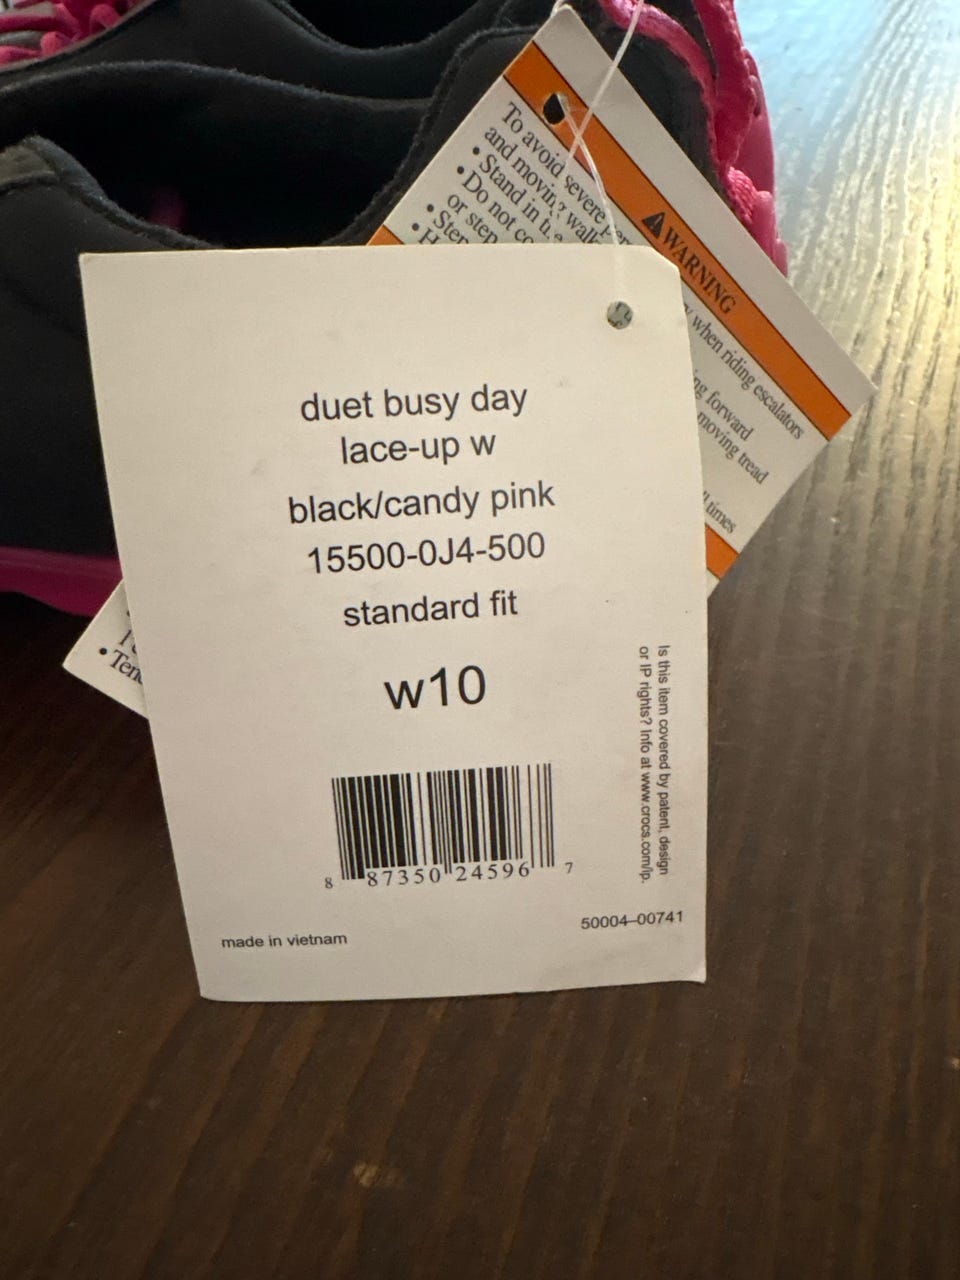 duet busy day
lace-up w
black/candy pink
15500-0J4-500
standard fit
w10
8 87350 24596 7
made in vietnam
50004-00741
Is this item covered by patent, design
or IP rights? Info at www.crocs.com/ip.
WARNING
To avoid severe
when riding escalators
and moving walk
• Stand in
forward
• Do not
moving tread
or step
• Step
• H
times
• Ten